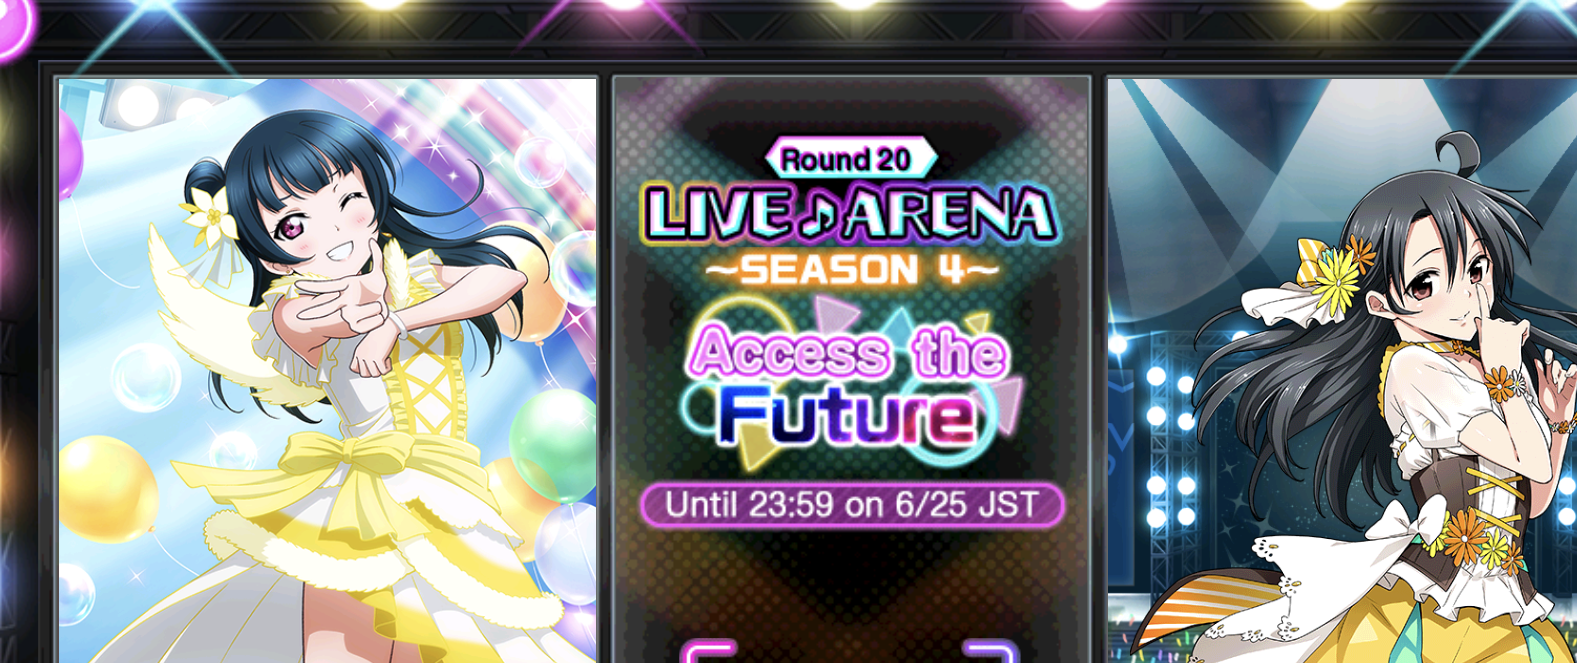 Round 20
LIVE♪ARENA
~SEASON 4~
Access the
Future
Until 23:59 on 6/25 JST